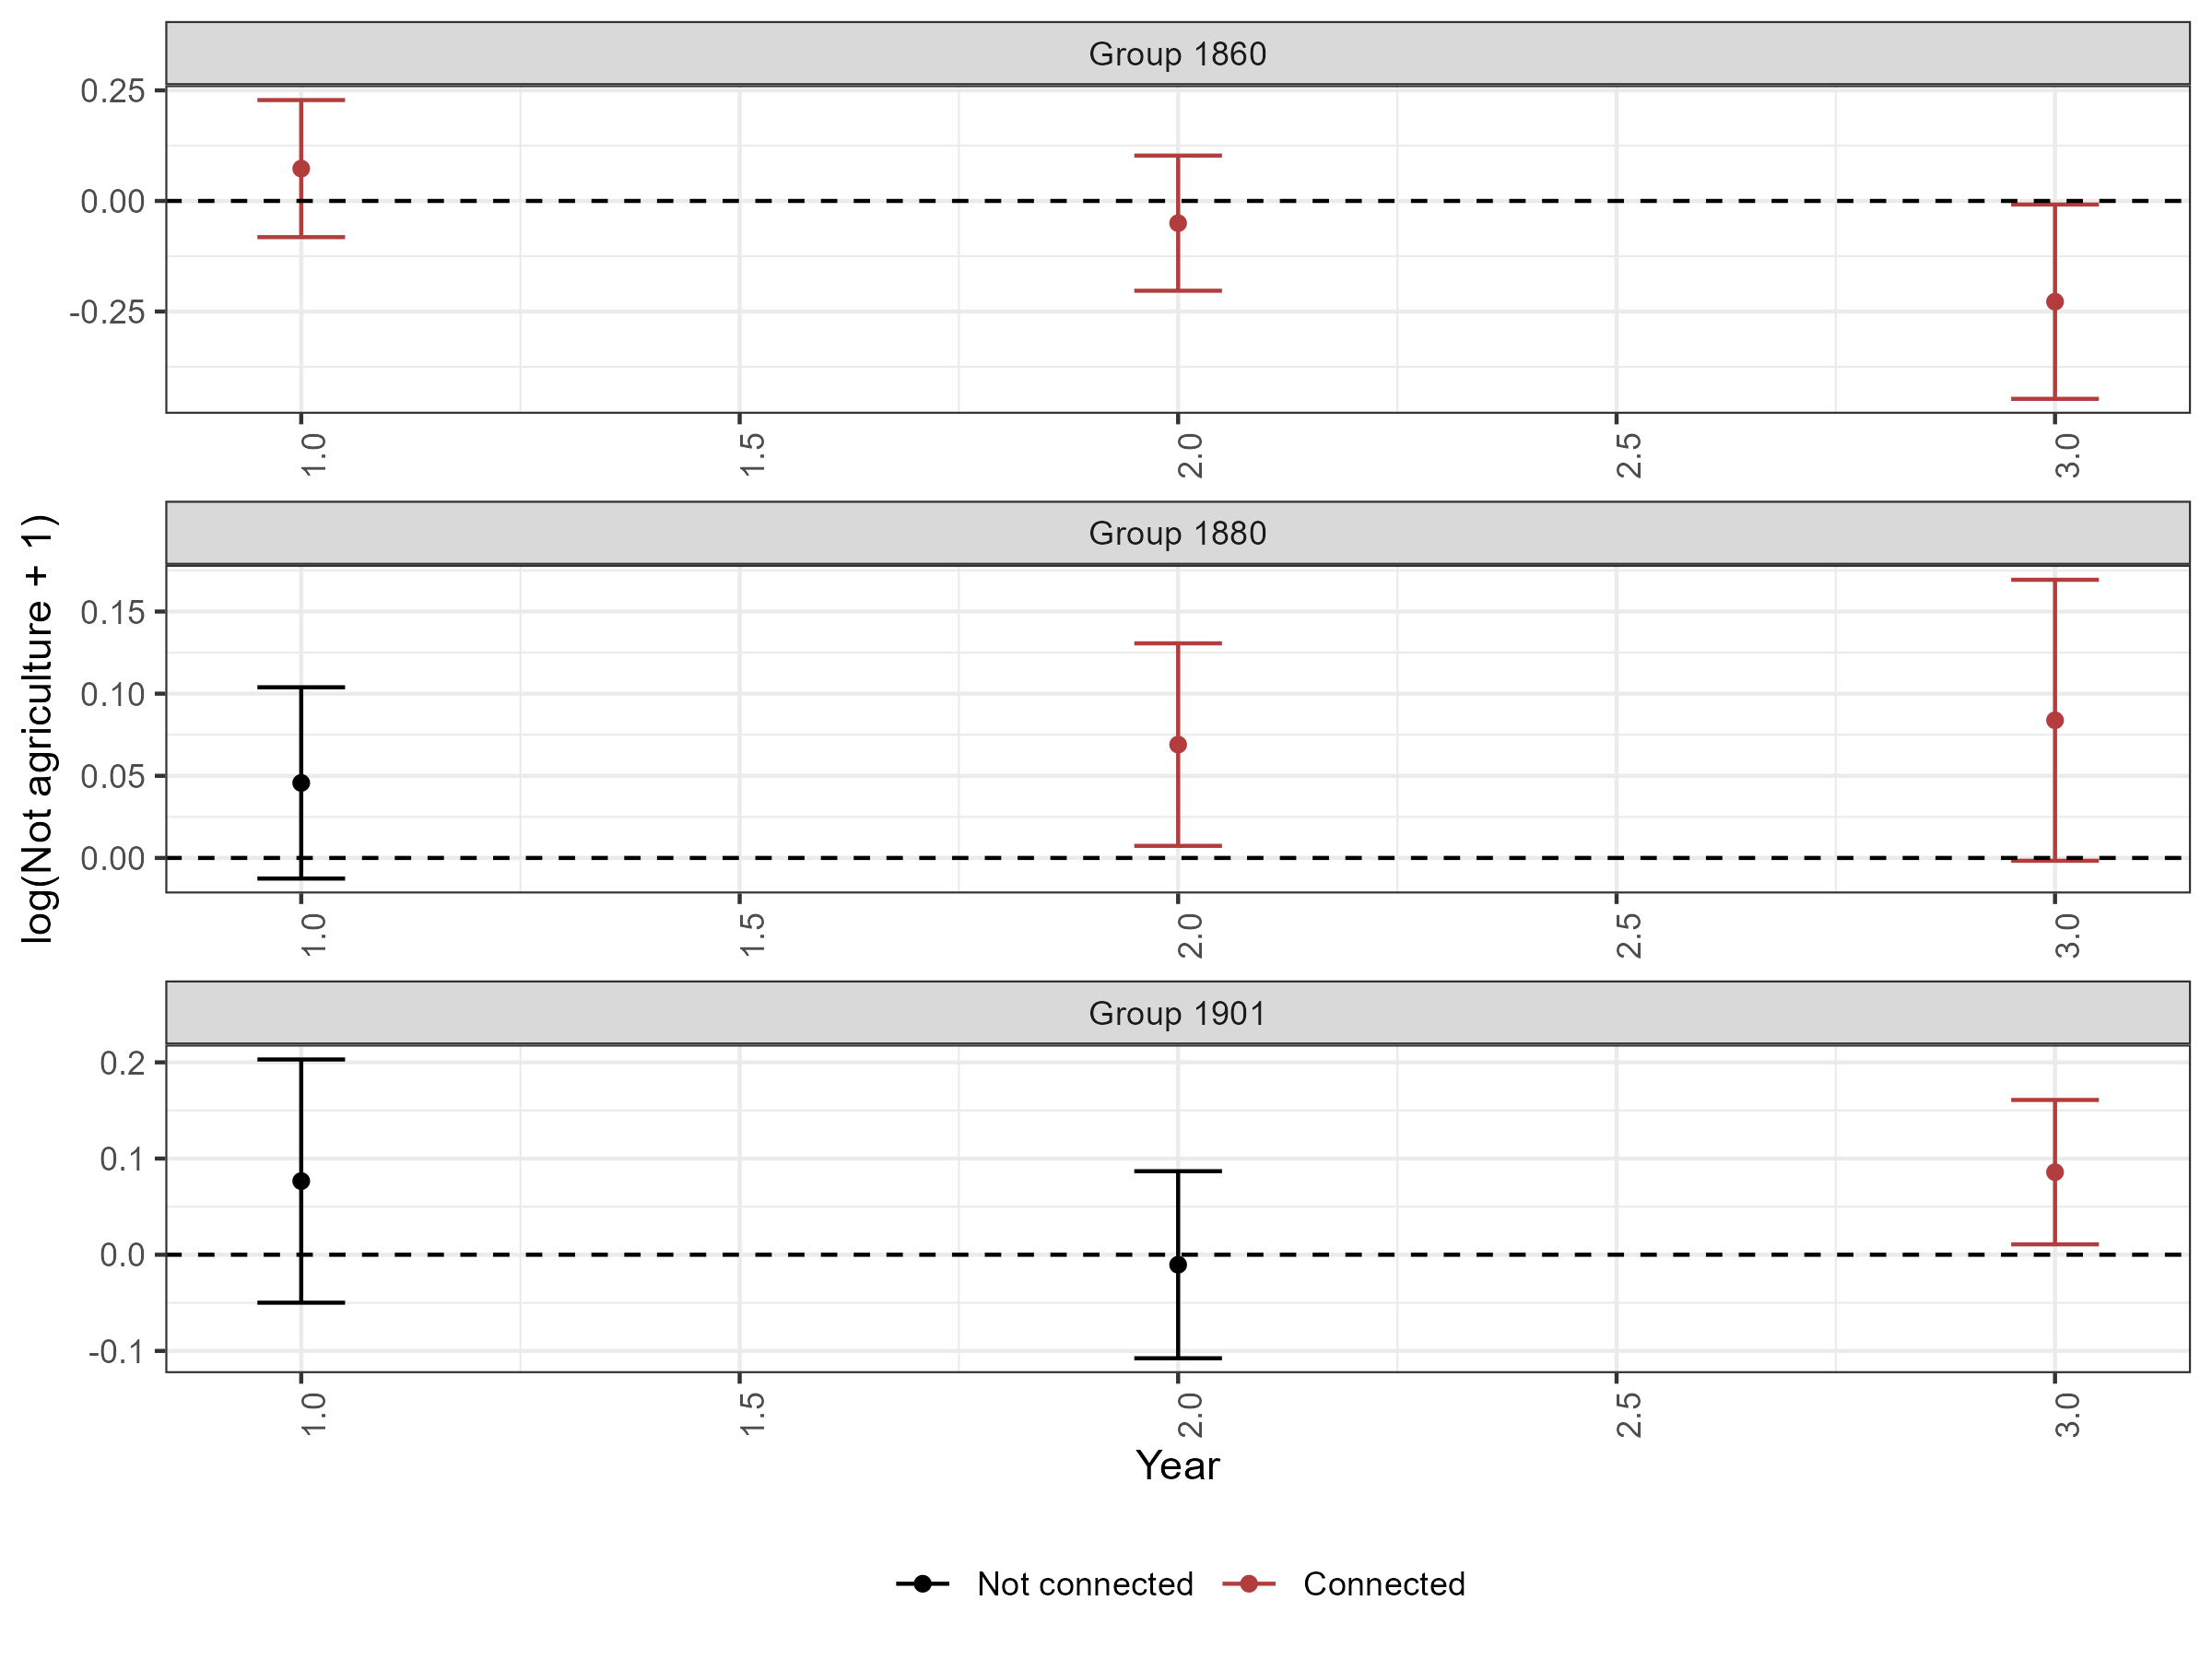 Group 1860
0.25
0.00
-0.25
1.0 1.5 2.0 2.5 3.0
Group 1880
0.15
0.10
0.05
0.00
1.0 1.5 2.0 2.5 3.0
Group 1901
0.2
0.1
0.0
-0.1
1.0 1.5 2.0 2.5 3.0
log(Not agriculture + 1)
Year
Not connected Connected